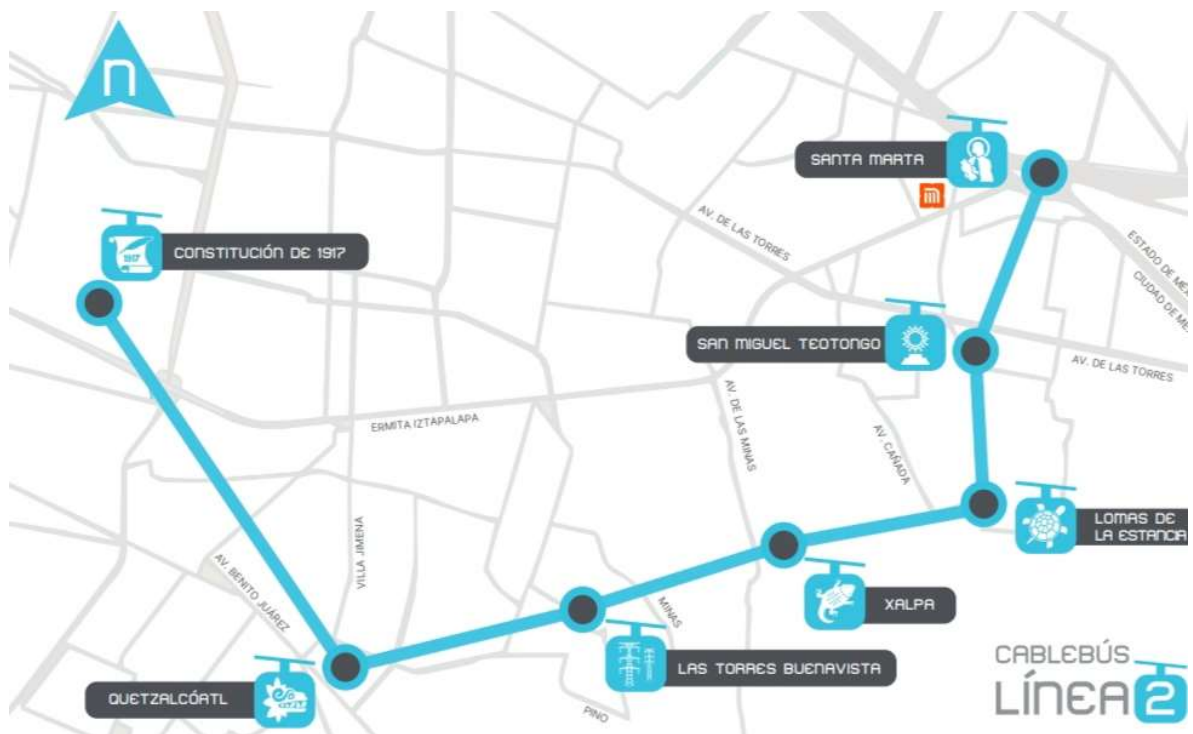 n
SANTA MARTA
AV. DE LAS TORRES
ESTADO DE
CIUDAD DE
1917
CONSTITUCIÓN DE 1917
SAN MIGUEL TEOTONGO
AV. DE LAS TORRES
ERMITA IZTAPALAPA
AV. DE LAS MINAS
AV. CAÑADA
LOMAS DE
LA ESTANCIA
VILLA JIMENA
AV. BENITO JUÁREZ
MINAS
XALPA
LAS TORRES BUENAVISTA
QUETZALCÓATL
PINO
CABLEBÚS
LÍNEA 2